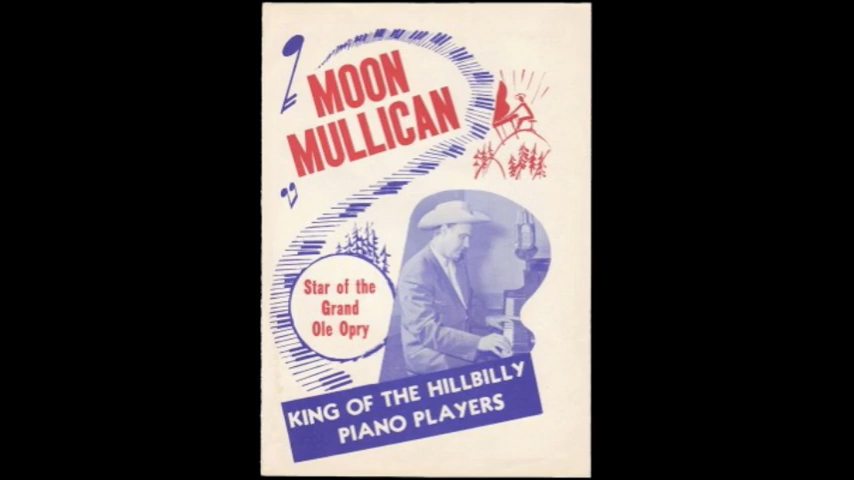 MOON
MULLICAN
Star of the
Grand
Ole Opry
KING OF THE HILLBILLY
PIANO PLAYERS